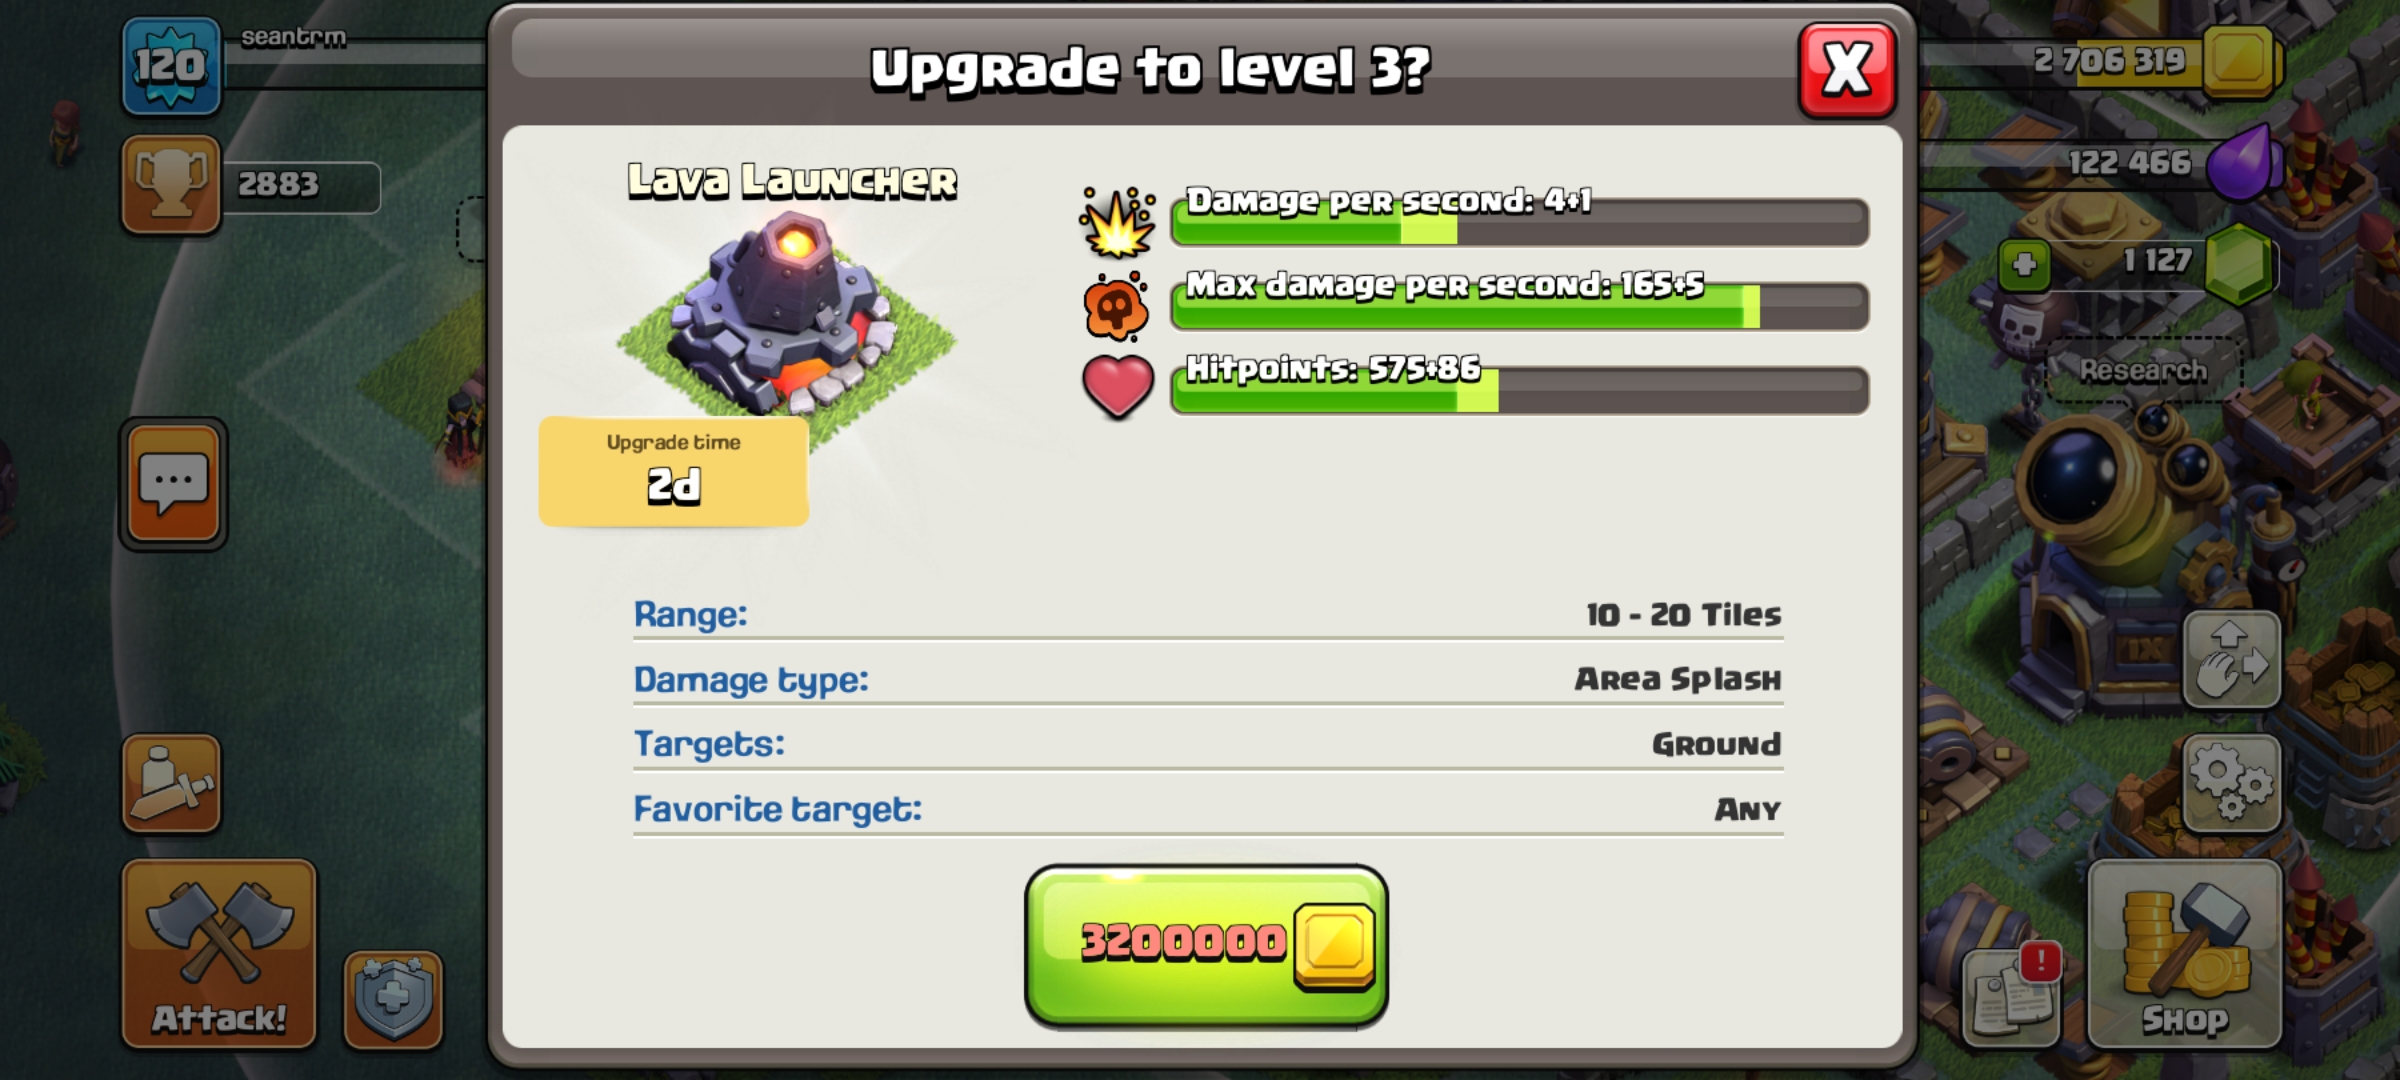 120
seantrm
2883
Upgrade to level 3?
X
2 706 319
122 466
1 127
Lava Launcher
Damage per second: 4+1
Max damage per second: 165+5
Hitpoints: 575+86
Upgrade time
2d
Research
IX
Range: 10 - 20 Tiles
Damage type: Area Splash
Targets: Ground
Favorite target: Any
3200000
Attack!
!
Shop